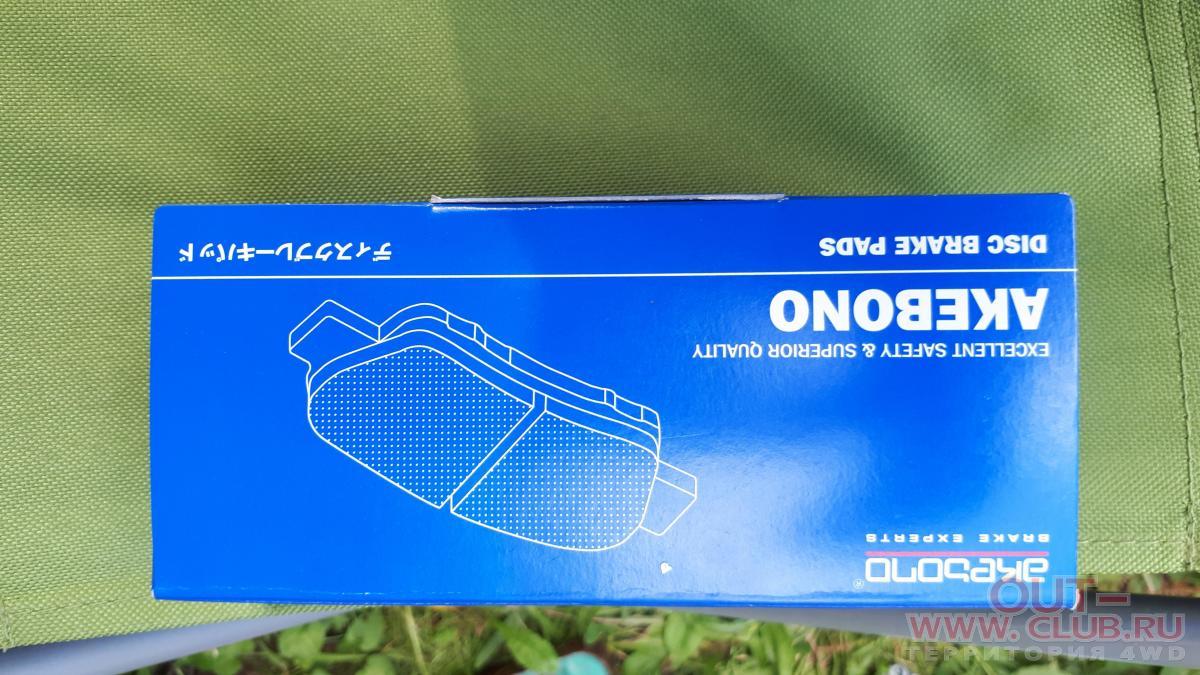 akebono®
BRAKE EXPERTS
EXCELLENT SAFETY & SUPERIOR QUALITY
AKEBONO
DISC BRAKE PADS
ディスクブレーキパッド
OUT-
WWW.CLUB.RU
ТЕРРИТОРИЯ 4WD